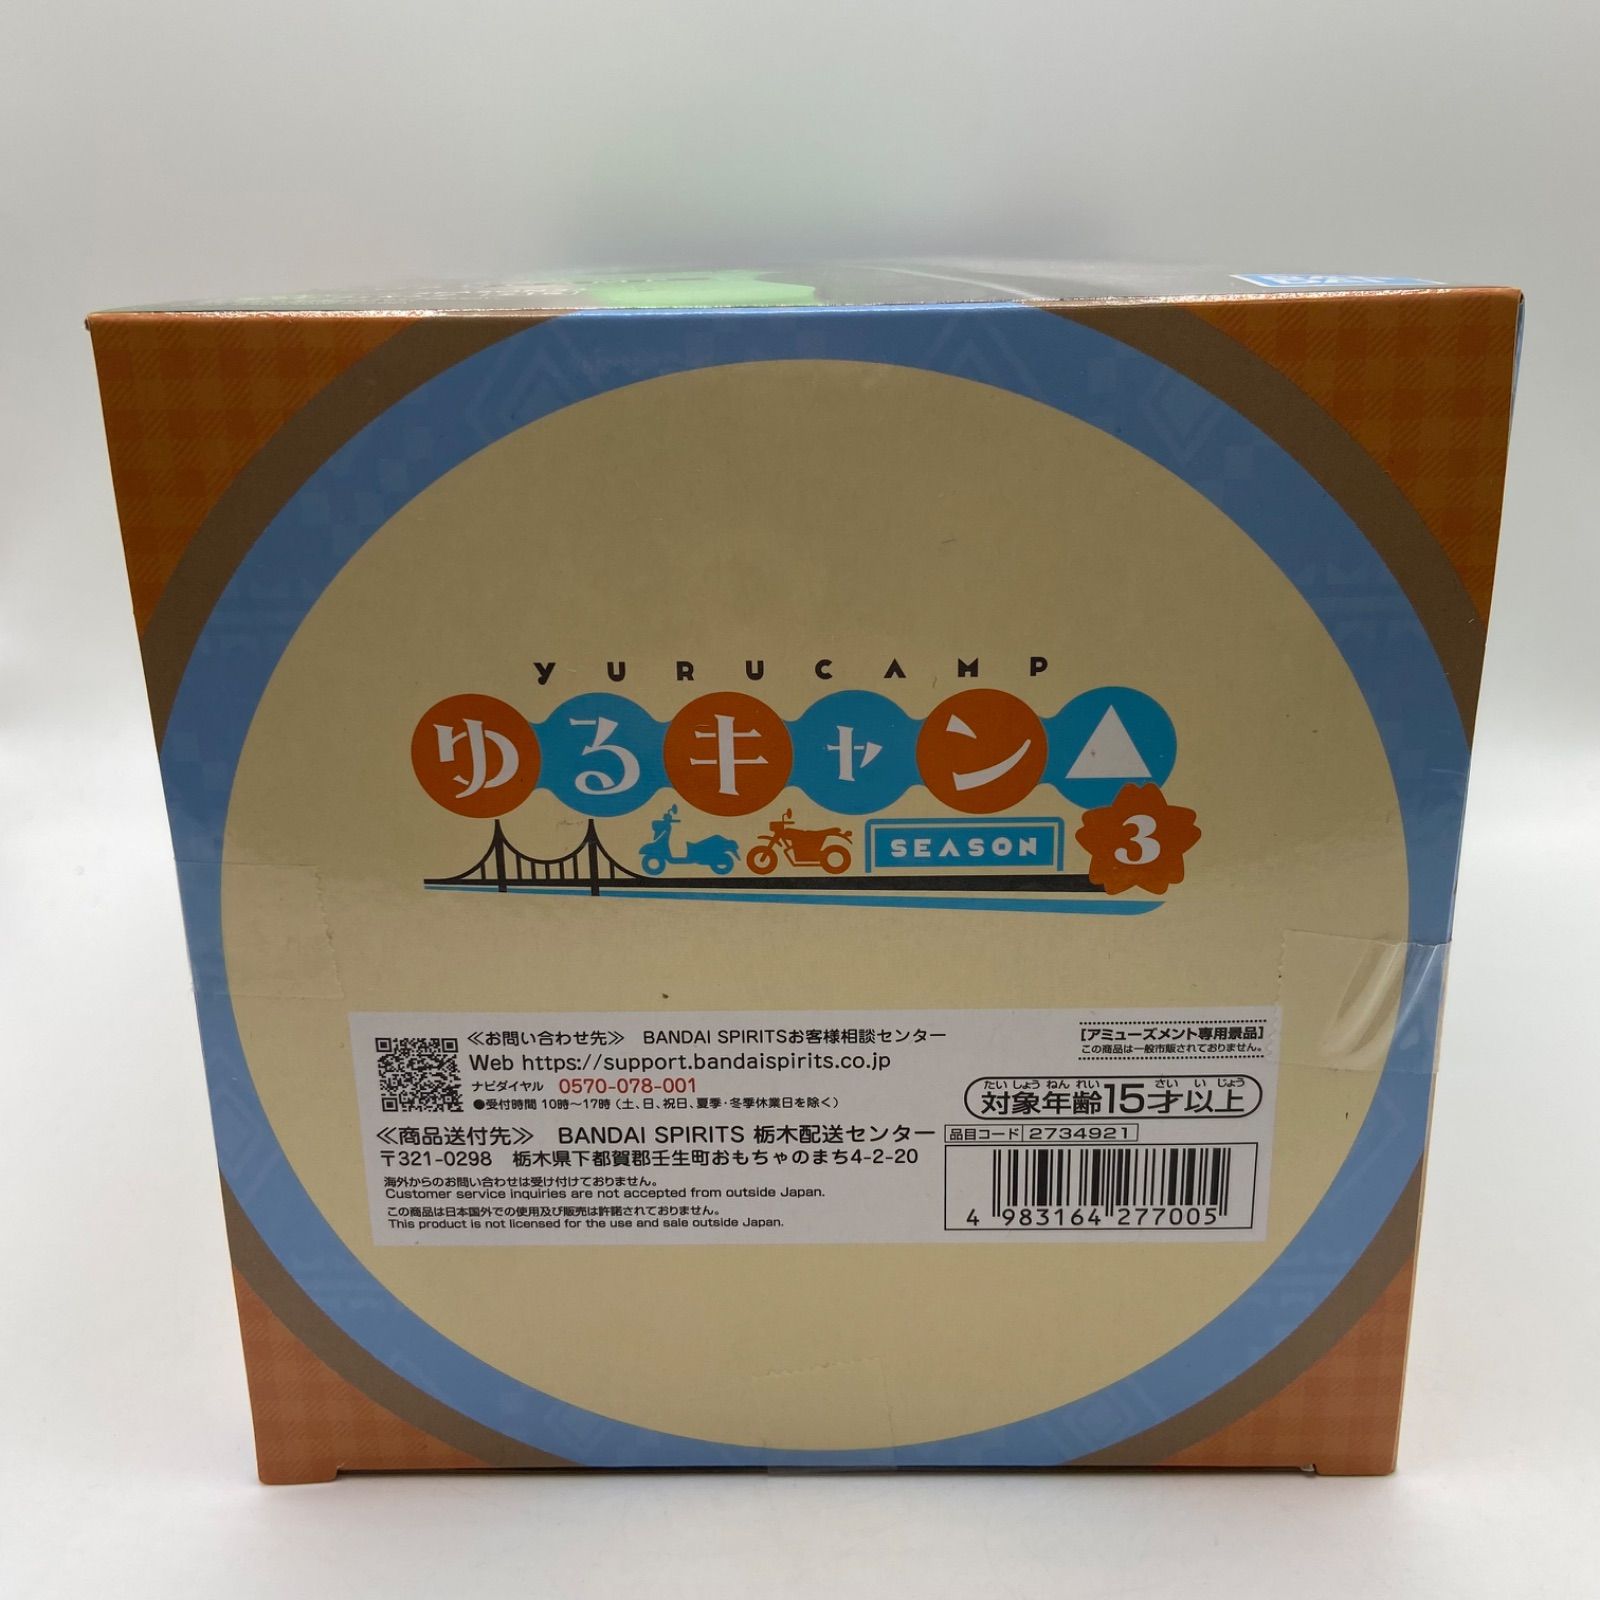 YURUCAMP
ゆるキャン△
SEASON 3
≪お問い合わせ先≫ BANDAI SPIRITSお客様相談センター
Web https://support.bandaispirits.co.jp
ナビダイヤル 0570-078-001
●受付時間 10時～17時（土、日、祝日、夏季・冬季休業日を除く）
≪商品送付先≫ BANDAI SPIRITS 栃木配送センター
〒321-0298 栃木県下都賀郡壬生町おもちゃのまち4-2-20
海外からのお問い合わせは受け付けておりません。
Customer service inquiries are not accepted from outside Japan.
この商品は日本国外での使用及び販売は許諾されておりません。
This product is not licensed for the use and sale outside Japan.
[アミューズメント専用景品]
この商品は一般市販されておりません。
たいしょうねんれい さいいじょう
対象年齢15才以上
品目コード 2734921
4 983164 277005